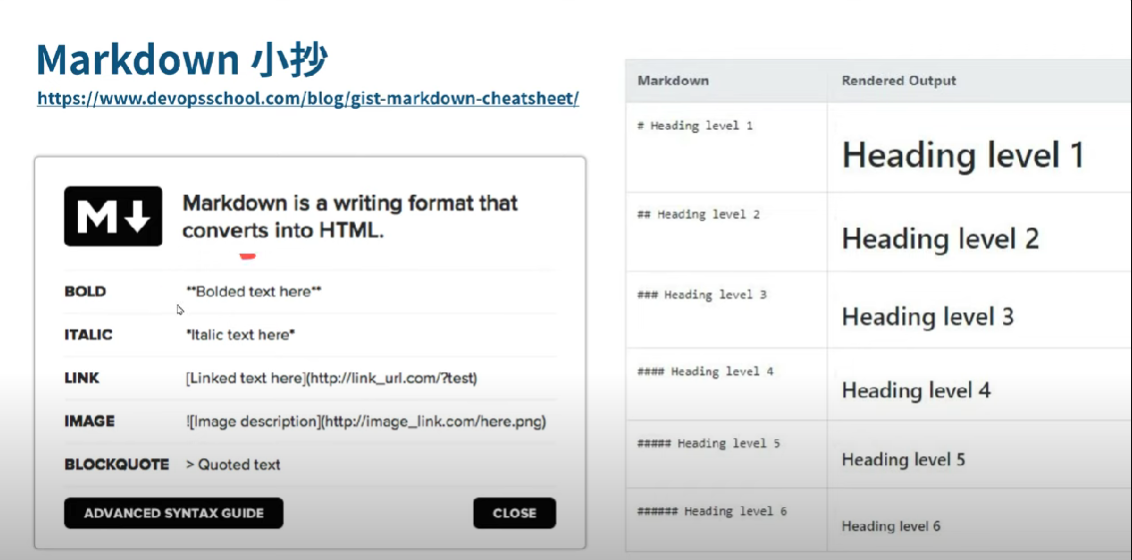 Markdown 小抄
https://www.devopsschool.com/blog/gist-markdown-cheatsheet/
M
Markdown is a writing format that
converts into HTML.
BOLD **Bolded text here**
ITALIC *Italic text here*
LINK [Linked text here](http://link_url.com/?test)
IMAGE ![Image description](http://image_link.com/here.png)
BLOCKQUOTE > Quoted text
ADVANCED SYNTAX GUIDE CLOSE
Markdown Rendered Output
# Heading level 1 Heading level 1
## Heading level 2 Heading level 2
### Heading level 3 Heading level 3
#### Heading level 4 Heading level 4
##### Heading level 5 Heading level 5
###### Heading level 6 Heading level 6